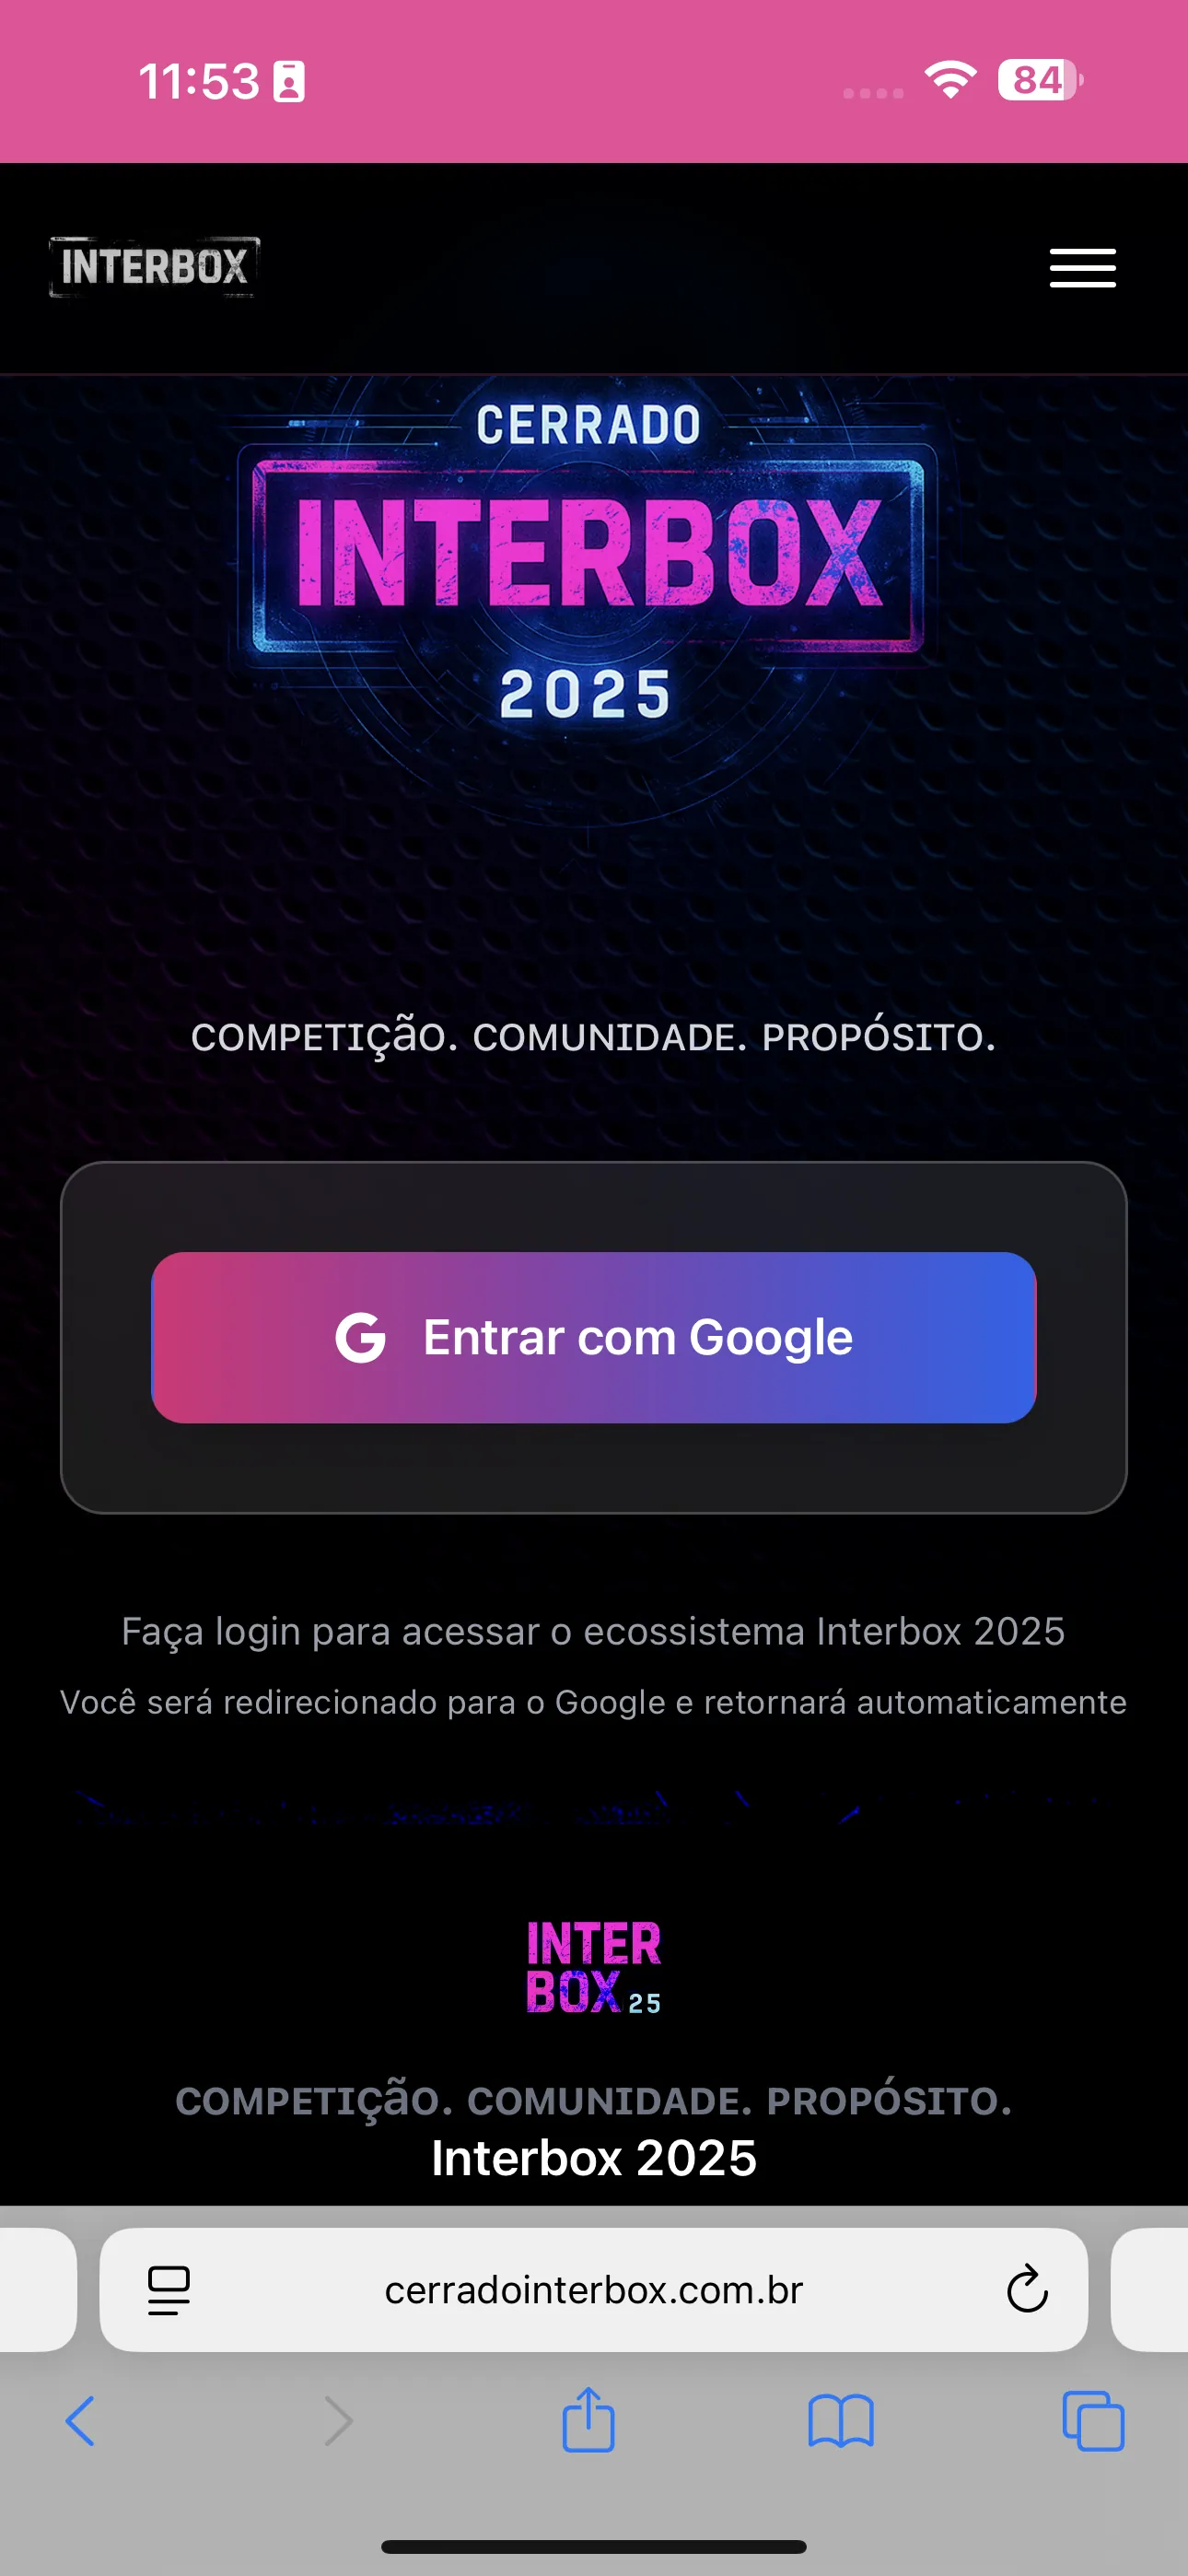 11:53
84
INTERBOX
CERRADO
INTERBOX
2025
COMPETIÇãO. COMUNIDADE. PROPÓSITO.
G Entrar com Google
Faça login para acessar o ecossistema Interbox 2025
Você será redirecionado para o Google e retornará automaticamente
INTER
BOX 25
COMPETIÇãO. COMUNIDADE. PROPÓSITO.
Interbox 2025
cerradointerbox.com.br